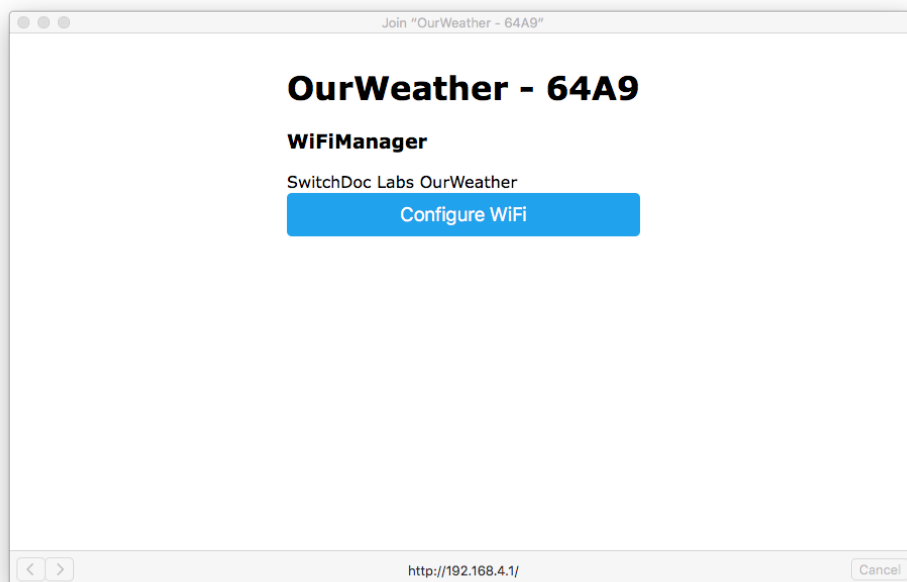 Join “OurWeather - 64A9”
OurWeather - 64A9
WiFiManager
SwitchDoc Labs OurWeather
Configure WiFi
http://192.168.4.1/
Cancel